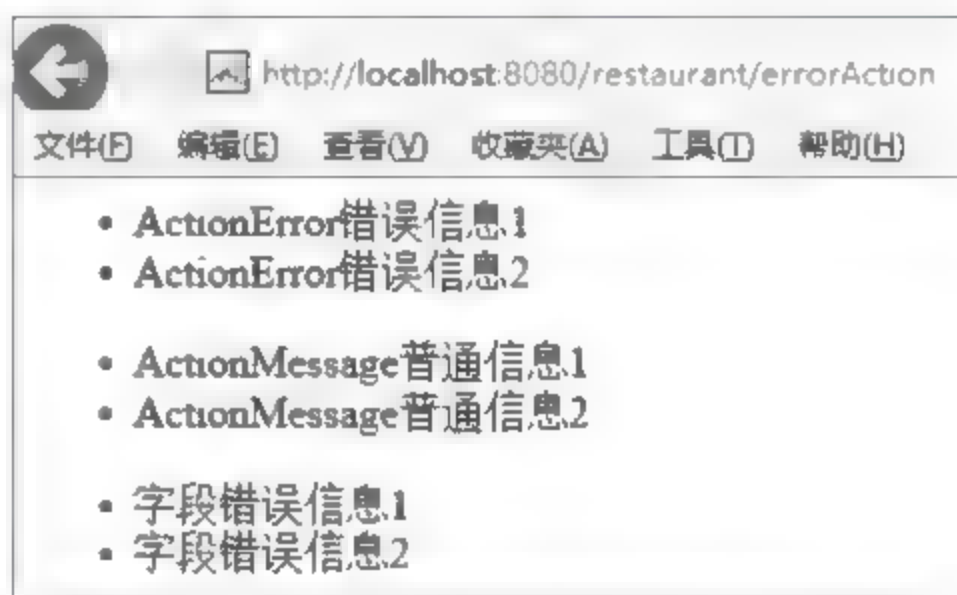 http://localhost:8080/restaurant/errorAction
文件(F) 编辑(E) 查看(V) 收藏夹(A) 工具(T) 帮助(H)
• ActionError错误信息1
• ActionError错误信息2
• ActionMessage普通信息1
• ActionMessage普通信息2
• 字段错误信息1
• 字段错误信息2